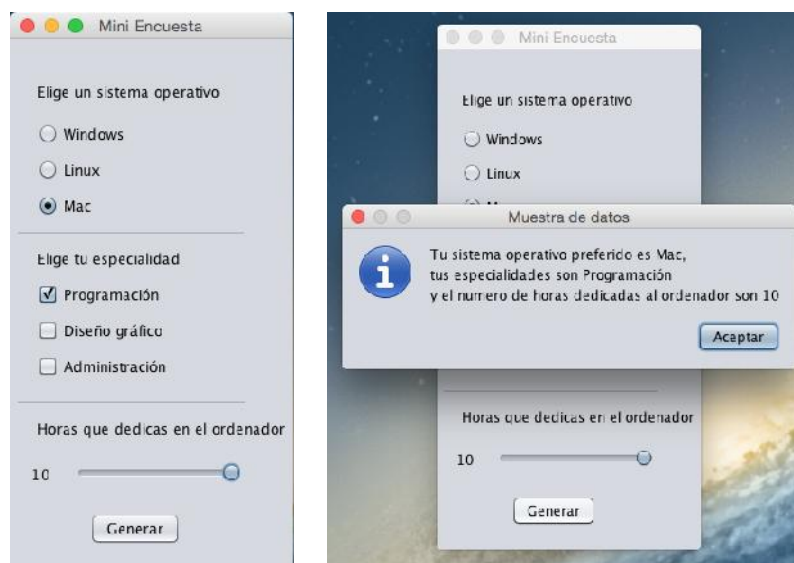 Mini Encuesta
Elige un sistema operativo
Windows
Linux
Mac
Elige tu especialidad
Programación
Diseño gráfico
Administración
Horas que dedicas en el ordenador
10
Generar
Mini Encuesta
Elige un sistema operativo
Windows
Linux
Muestra de datos
Tu sistema operativo preferido es Mac,
tus especialidades son Programación
y el numero de horas dedicadas al ordenador son 10
Aceptar
Horas que dedicas en el ordenador
10
Generar